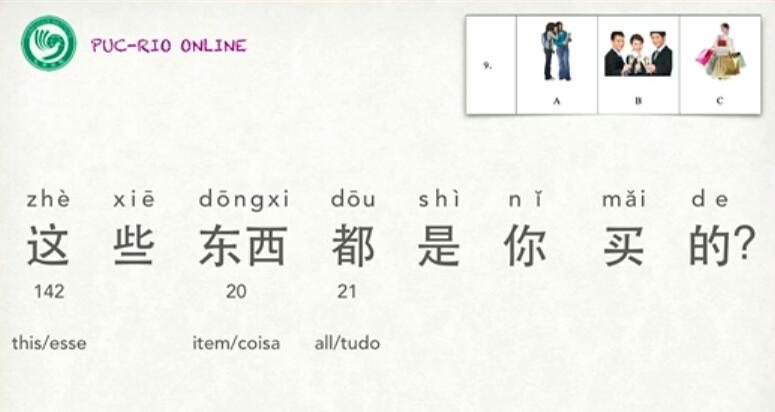 PUC-RIO ONLINE
9.
A B C
zhè xiē dōngxi dōu shì nǐ mǎi de
这些东西都是你买的?
142 20 21
this/esse item/coisa all/tudo